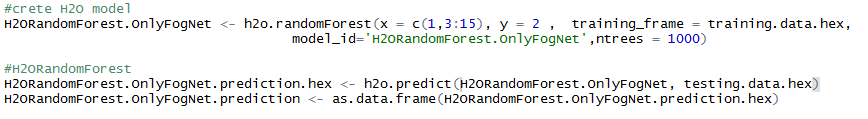 #crete H2O model
H2ORandomForest.OnlyFogNet <- h2o.randomForest(x = c(1,3:15), y = 2 , training_frame = training.data.hex,
model_id='H2ORandomForest.OnlyFogNet',ntrees = 1000)
#H2ORandomForest
H2ORandomForest.OnlyFogNet.prediction.hex <- h2o.predict(H2ORandomForest.OnlyFogNet, testing.data.hex)
H2ORandomForest.OnlyFogNet.prediction <- as.data.frame(H2ORandomForest.OnlyFogNet.prediction.hex)